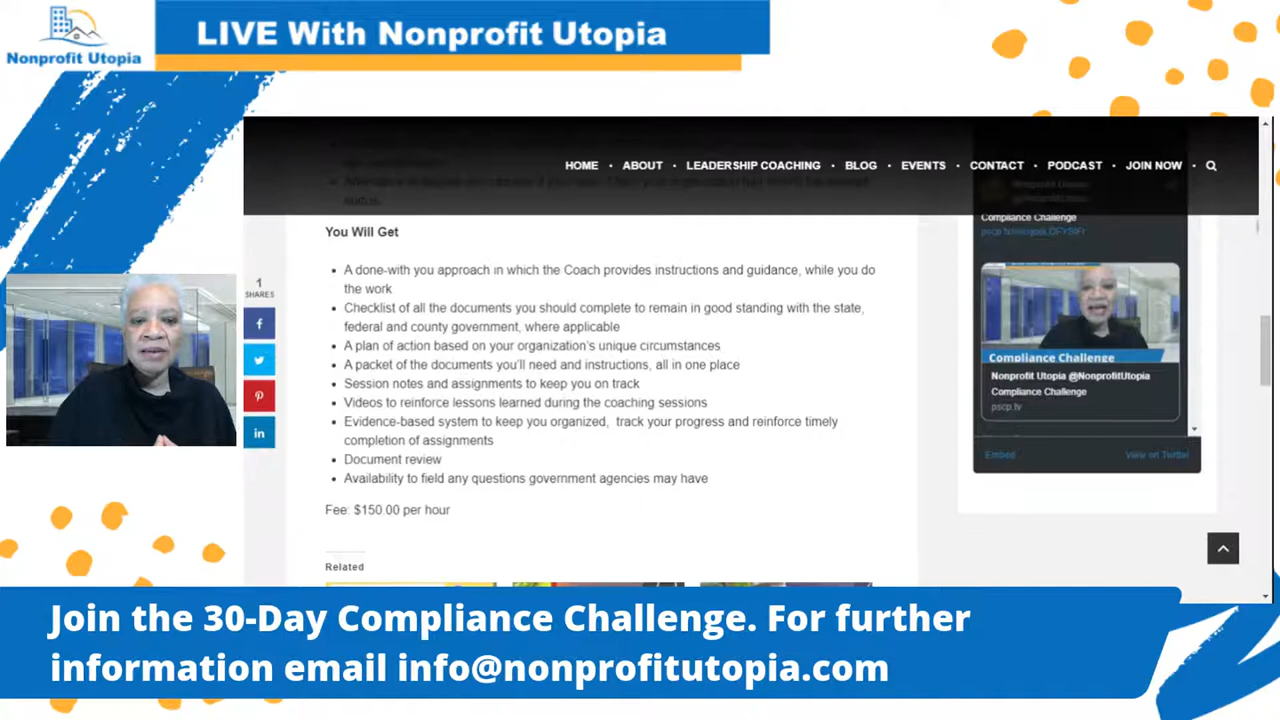 Nonprofit Utopia
LIVE With Nonprofit Utopia
HOME • ABOUT • LEADERSHIP COACHING • BLOG • EVENTS • CONTACT • PODCAST • JOIN NOW •
You Will Get
• A done-with you approach in which the Coach provides instructions and guidance, while you do
the work
• Checklist of all the documents you should complete to remain in good standing with the state,
federal and county government, where applicable
• A plan of action based on your organization's unique circumstances
• A packet of the documents you'll need and instructions, all in one place
• Session notes and assignments to keep you on track
• Videos to reinforce lessons learned during the coaching sessions
• Evidence-based system to keep you organized, track your progress and reinforce timely
completion of assignments
• Document review
• Availability to field any questions government agencies may have
Fee: $150.00 per hour
Related
1
SHARES
Compliance Challenge
Compliance Challenge
Nonprofit Utopia @NonprofitUtopia
Compliance Challenge
pscp.tv
Embed
View on Twitter
Join the 30-Day Compliance Challenge. For further
information email info@nonprofitutopia.com